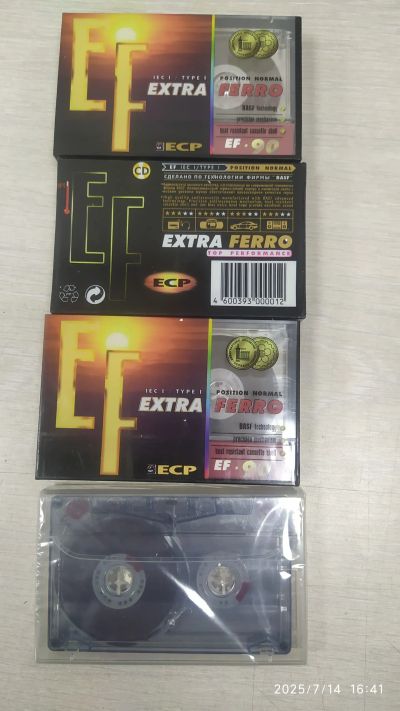 EF
IEC I · TYPE I
EXTRA
POSITION NORMAL
FERRO
BASF technology
precision mechanism
heat resistant cassette shell
EF · 90
ECP
CD
EF IEC I/TYPE I POSITION NORMAL
СДЕЛАНО ПО ТЕХНОЛОГИИ ФИРМЫ "BASF"
EF
EXTRA FERRO
TOP PERFORMANCE
ECP
4 600393 000012
EF
IEC I · TYPE I
EXTRA
POSITION NORMAL
FERRO
BASF technology
precision mechanism
heat resistant cassette shell
EF · 90
ECP
2025/7/14 16:41